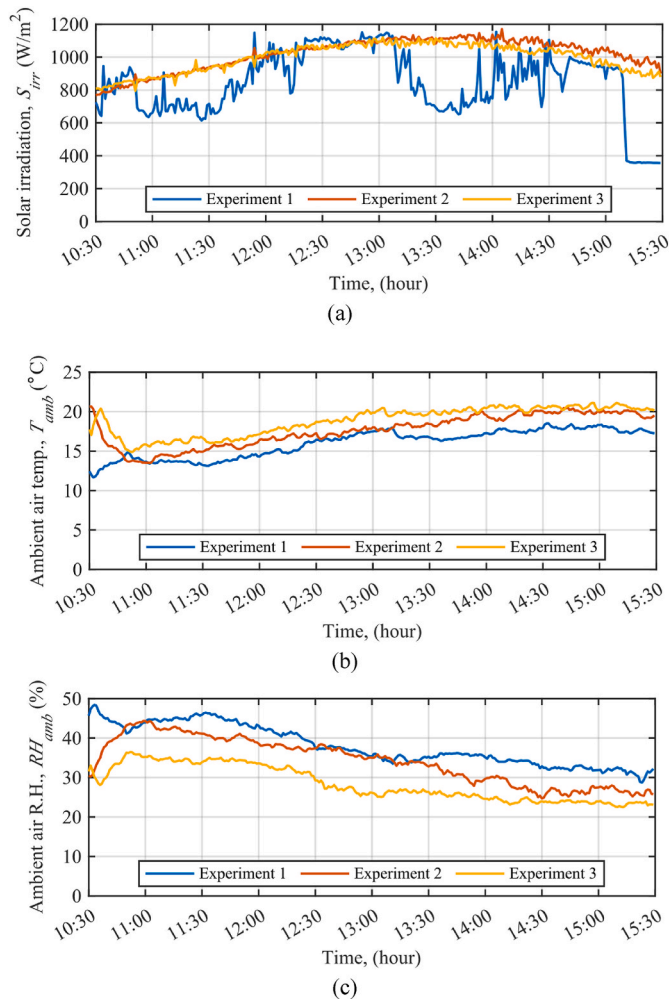 Solar irradiation, S_irr (W/m²)
1200
1000
800
600
400
200
0
Experiment 1 Experiment 2 Experiment 3
10:30 11:00 11:30 12:00 12:30 13:00 13:30 14:00 14:30 15:00 15:30
Time, (hour)
(a)
Ambient air temp., T_amb (°C)
25
20
15
10
5
0
Experiment 1 Experiment 2 Experiment 3
10:30 11:00 11:30 12:00 12:30 13:00 13:30 14:00 14:30 15:00 15:30
Time, (hour)
(b)
Ambient air R.H., RH_amb (%)
50
40
30
20
10
0
Experiment 1 Experiment 2 Experiment 3
10:30 11:00 11:30 12:00 12:30 13:00 13:30 14:00 14:30 15:00 15:30
Time, (hour)
(c)